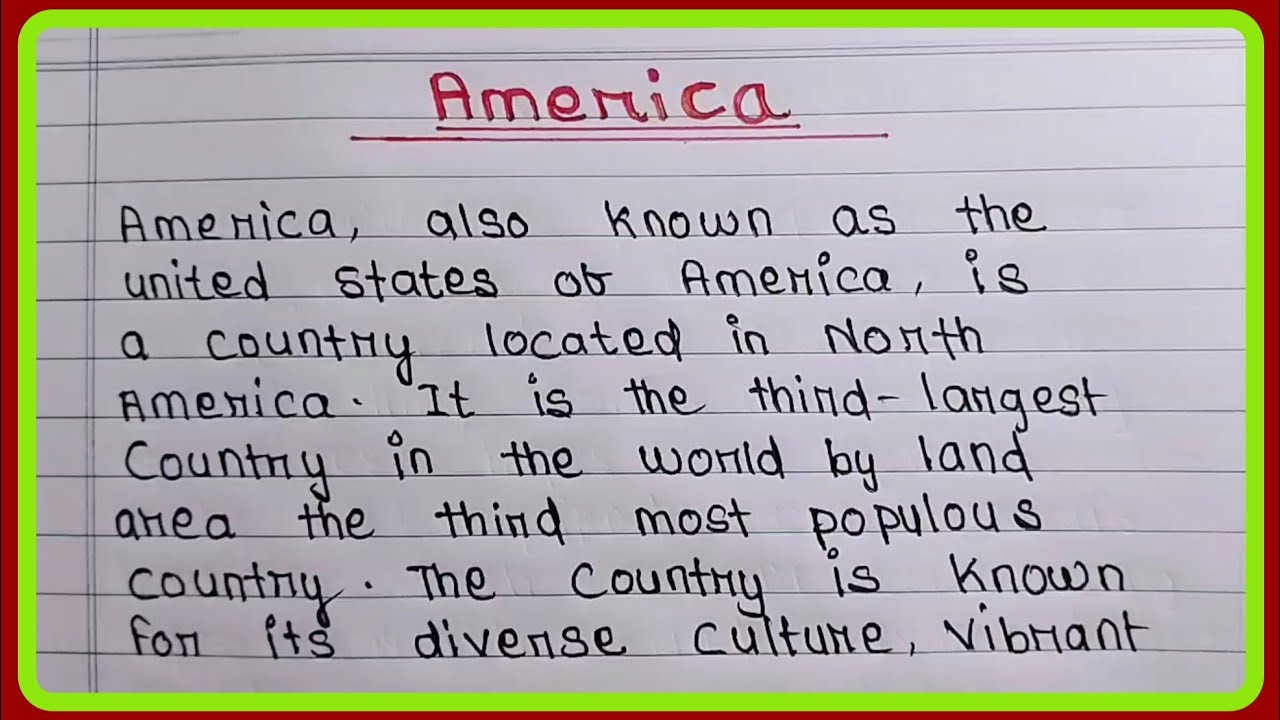 America
America, also known as the
united states of America, is
a country located in North
America. It is the third-largest
Country in the world by land
area the third most populous
country. The country is known
for its diverse culture, vibrant